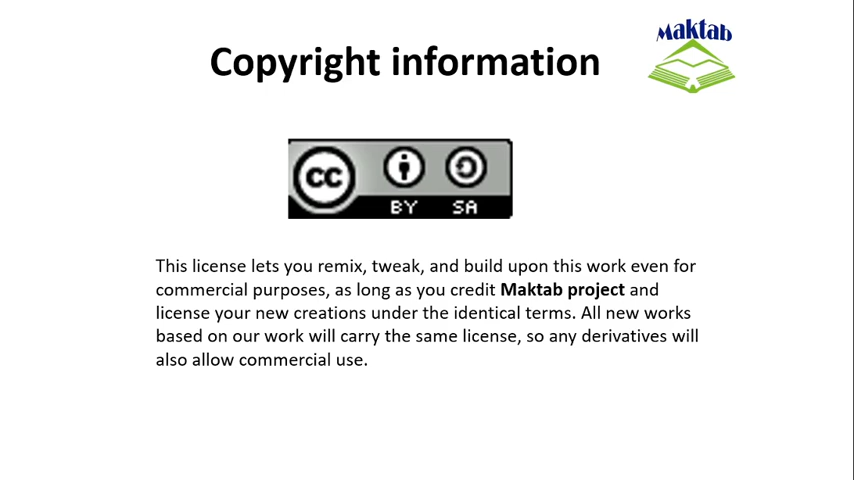 Maktab
Copyright information
cc
BY SA
This license lets you remix, tweak, and build upon this work even for
commercial purposes, as long as you credit Maktab project and
license your new creations under the identical terms. All new works
based on our work will carry the same license, so any derivatives will
also allow commercial use.